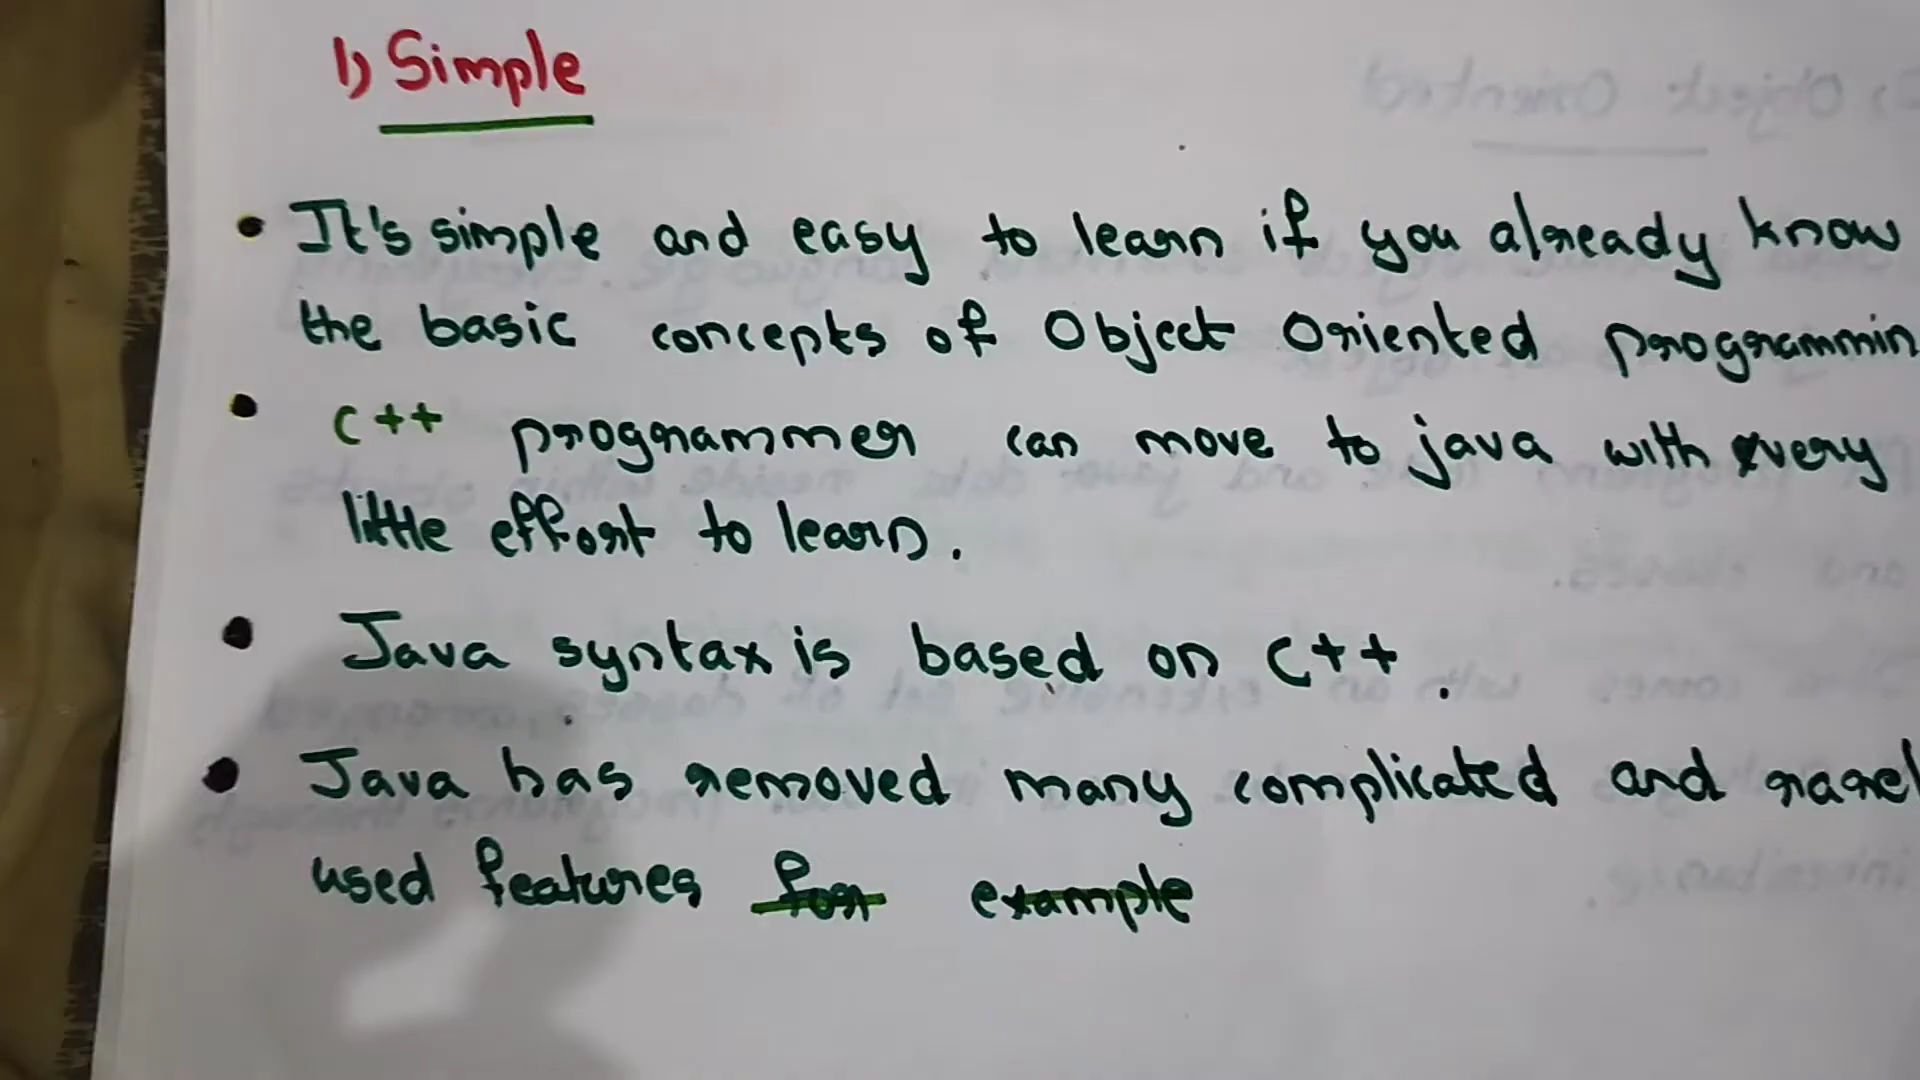 1) Simple
• It's simple and easy to learn if you already know
the basic concepts of Object Oriented programmin
• C++ programmer can move to java with very
little effort to learn.
• Java syntax is based on C++.
• Java has removed many complicated and rarel
used features for example